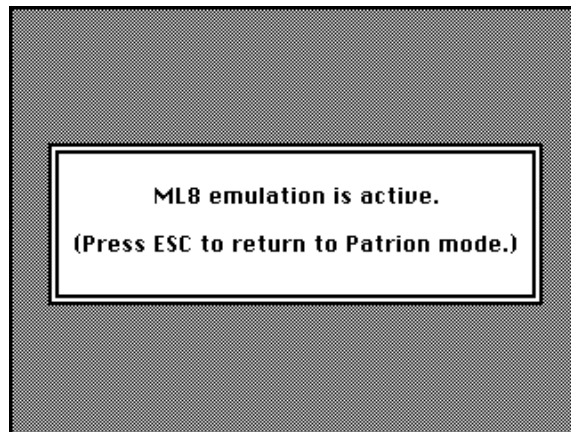 ML8 emulation is active.
(Press ESC to return to Patrion mode.)